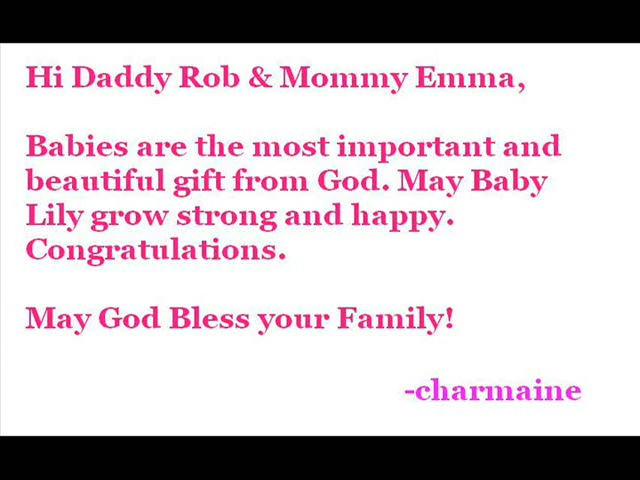 Hi Daddy Rob & Mommy Emma,
Babies are the most important and
beautiful gift from God. May Baby
Lily grow strong and happy.
Congratulations.
May God Bless your Family!
-charmaine